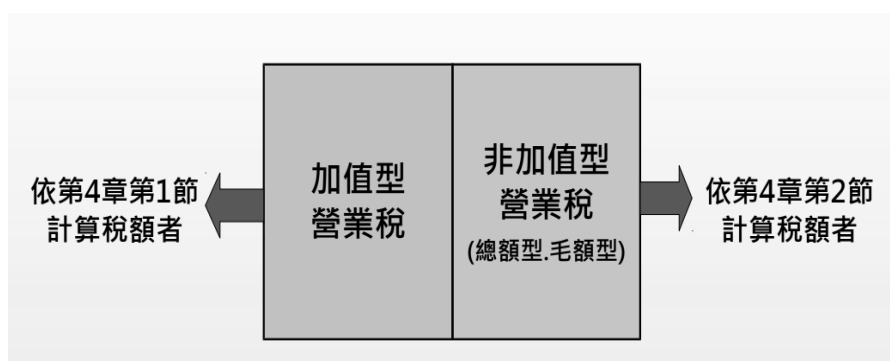 依第4章第1節
計算稅額者
加值型
營業稅
非加值型
營業稅
(總額型.毛額型)
依第4章第2節
計算稅額者